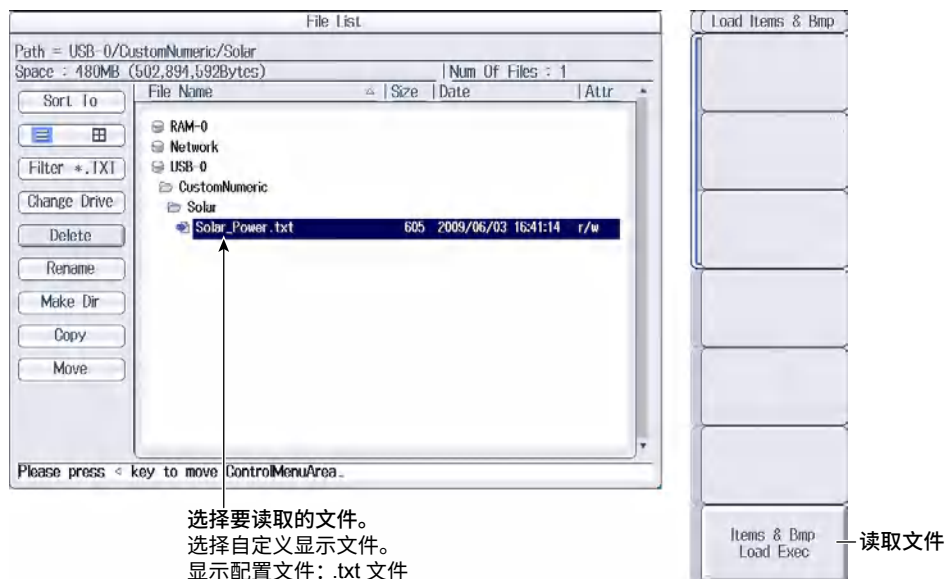 File List
Path = USB-0/CustomNumeric/Solar
Space : 480MB (502,894,592Bytes)
Num Of Files : 1
File Name
Size
Date
Attr
Sort To
Filter *.TXT
Change Drive
Delete
Rename
Make Dir
Copy
Move
RAM-0
Network
USB-0
CustomNumeric
Solar
Solar_Power.txt 605 2009/06/03 16:41:14 r/w
Please press < key to move ControlMenuArea.
选择要读取的文件。
选择自定义显示文件。
显示配置文件：.txt 文件
Load Items & Bmp
Items & Bmp
Load Exec
读取文件